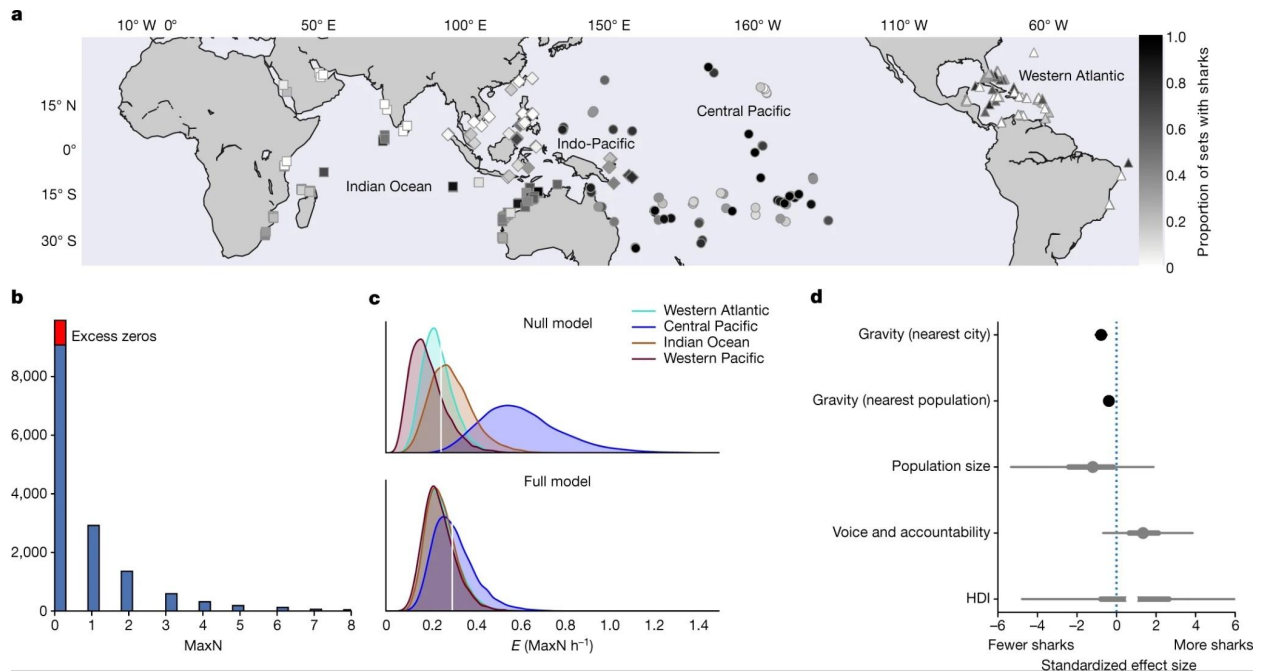 a
10° W 0° 50° E 100° E 150° E 160° W 110° W 60° W
15° N
0°
15° S
30° S
Indian Ocean
Indo-Pacific
Central Pacific
Western Atlantic
1.0
0.8
0.6
0.4
0.2
0
Proportion of sets with sharks
b
Excess zeros
8,000
6,000
4,000
2,000
0
0 1 2 3 4 5 6 7 8
MaxN
c
Null model
Western Atlantic
Central Pacific
Indian Ocean
Western Pacific
Full model
0 0.2 0.4 0.6 0.8 1.0 1.2 1.4
E (MaxN h⁻¹)
d
Gravity (nearest city)
Gravity (nearest population)
Population size
Voice and accountability
HDI
−6 −4 −2 0 2 4 6
Fewer sharks More sharks
Standardized effect size